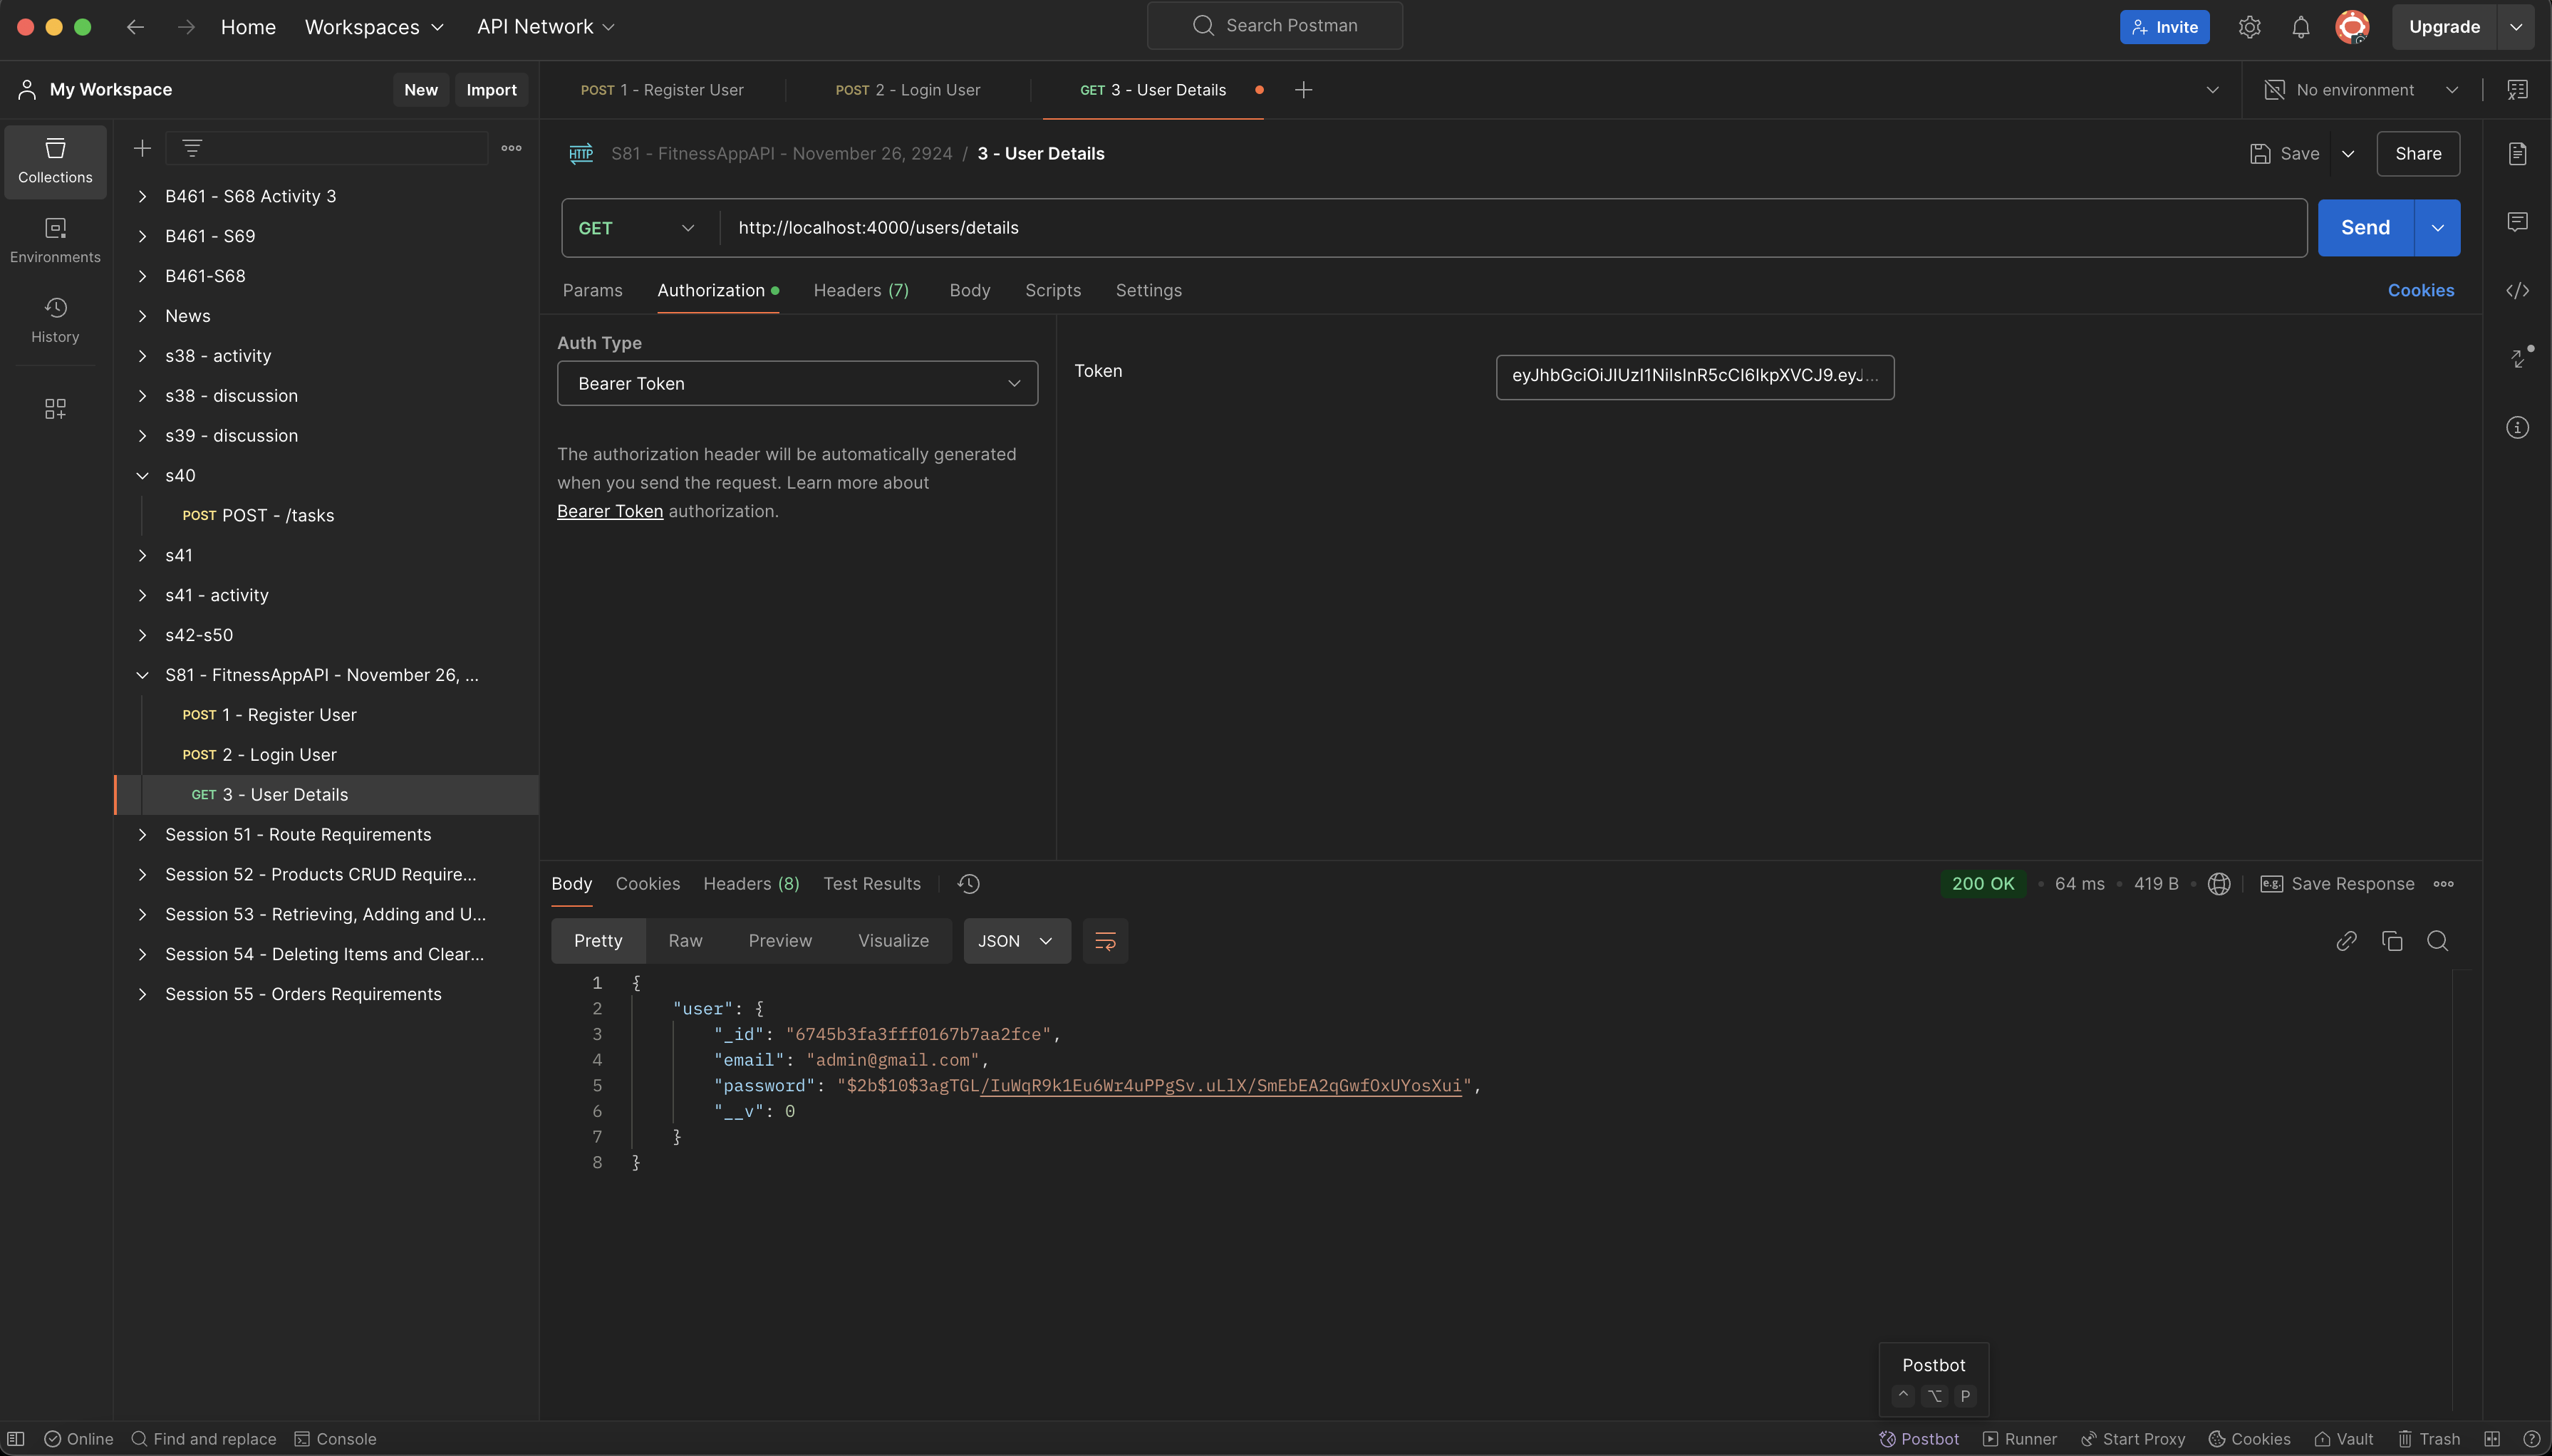 Home Workspaces API Network Search Postman Invite Upgrade
My Workspace New Import
POST 1 - Register User POST 2 - Login User GET 3 - User Details No environment
Collections
Environments
History
B461 - S68 Activity 3
B461 - S69
B461-S68
News
s38 - activity
s38 - discussion
s39 - discussion
s40
POST POST - /tasks
s41
s41 - activity
s42-s50
S81 - FitnessAppAPI - November 26, ...
POST 1 - Register User
POST 2 - Login User
GET 3 - User Details
Session 51 - Route Requirements
Session 52 - Products CRUD Require...
Session 53 - Retrieving, Adding and U...
Session 54 - Deleting Items and Clear...
Session 55 - Orders Requirements
HTTP S81 - FitnessAppAPI - November 26, 2924 / 3 - User Details Save Share
GET http://localhost:4000/users/details Send
Params Authorization Headers (7) Body Scripts Settings Cookies
Auth Type
Bearer Token
The authorization header will be automatically generated
when you send the request. Learn more about
Bearer Token authorization.
Token eyJhbGciOiJIUzI1NiIsInR5cCI6IkpXVCJ9.eyJ...
Body Cookies Headers (8) Test Results 200 OK • 64 ms • 419 B • e.g. Save Response
Pretty Raw Preview Visualize JSON
1 {
2 "user": {
3 "_id": "6745b3fa3fff0167b7aa2fce",
4 "email": "admin@gmail.com",
5 "password": "$2b$10$3agTGL/IuWqR9k1Eu6Wr4uPPgSv.uLlX/SmEbEA2qGwfOxUYosXui",
6 "__v": 0
7 }
8 }
Postbot
^ ⌥ P
Online Find and replace Console Postbot Runner Start Proxy Cookies Vault Trash